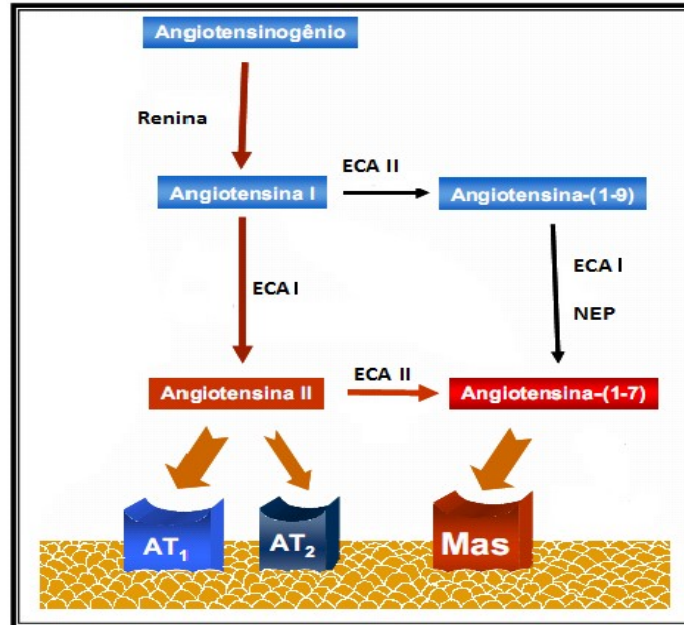 Angiotensinogênio
Renina
ECA II
Angiotensina I
Angiotensina-(1-9)
ECA I
ECA l
NEP
ECA II
Angiotensina II
Angiotensina-(1-7)
AT1
AT2
Mas